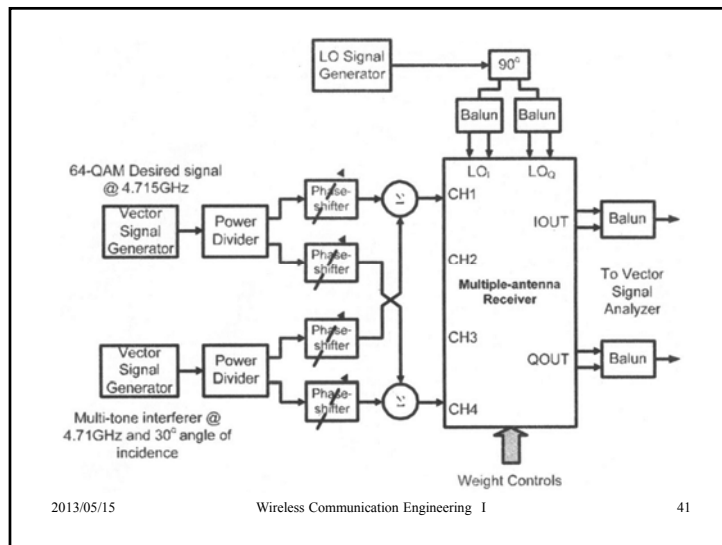 LO Signal
Generator
90°
Balun
Balun
64-QAM Desired signal
@ 4.715GHz
LO_I
LO_Q
Vector
Signal
Generator
Power
Divider
Phase-
shifter
Σ
CH1
IOUT
Balun
Phase-
shifter
CH2
Multiple-antenna
Receiver
To Vector
Signal
Analyzer
Vector
Signal
Generator
Power
Divider
Phase-
shifter
CH3
QOUT
Balun
Phase-
shifter
Σ
CH4
Multi-tone interferer @
4.71GHz and 30° angle of
incidence
Weight Controls
2013/05/15
Wireless Communication Engineering I
41